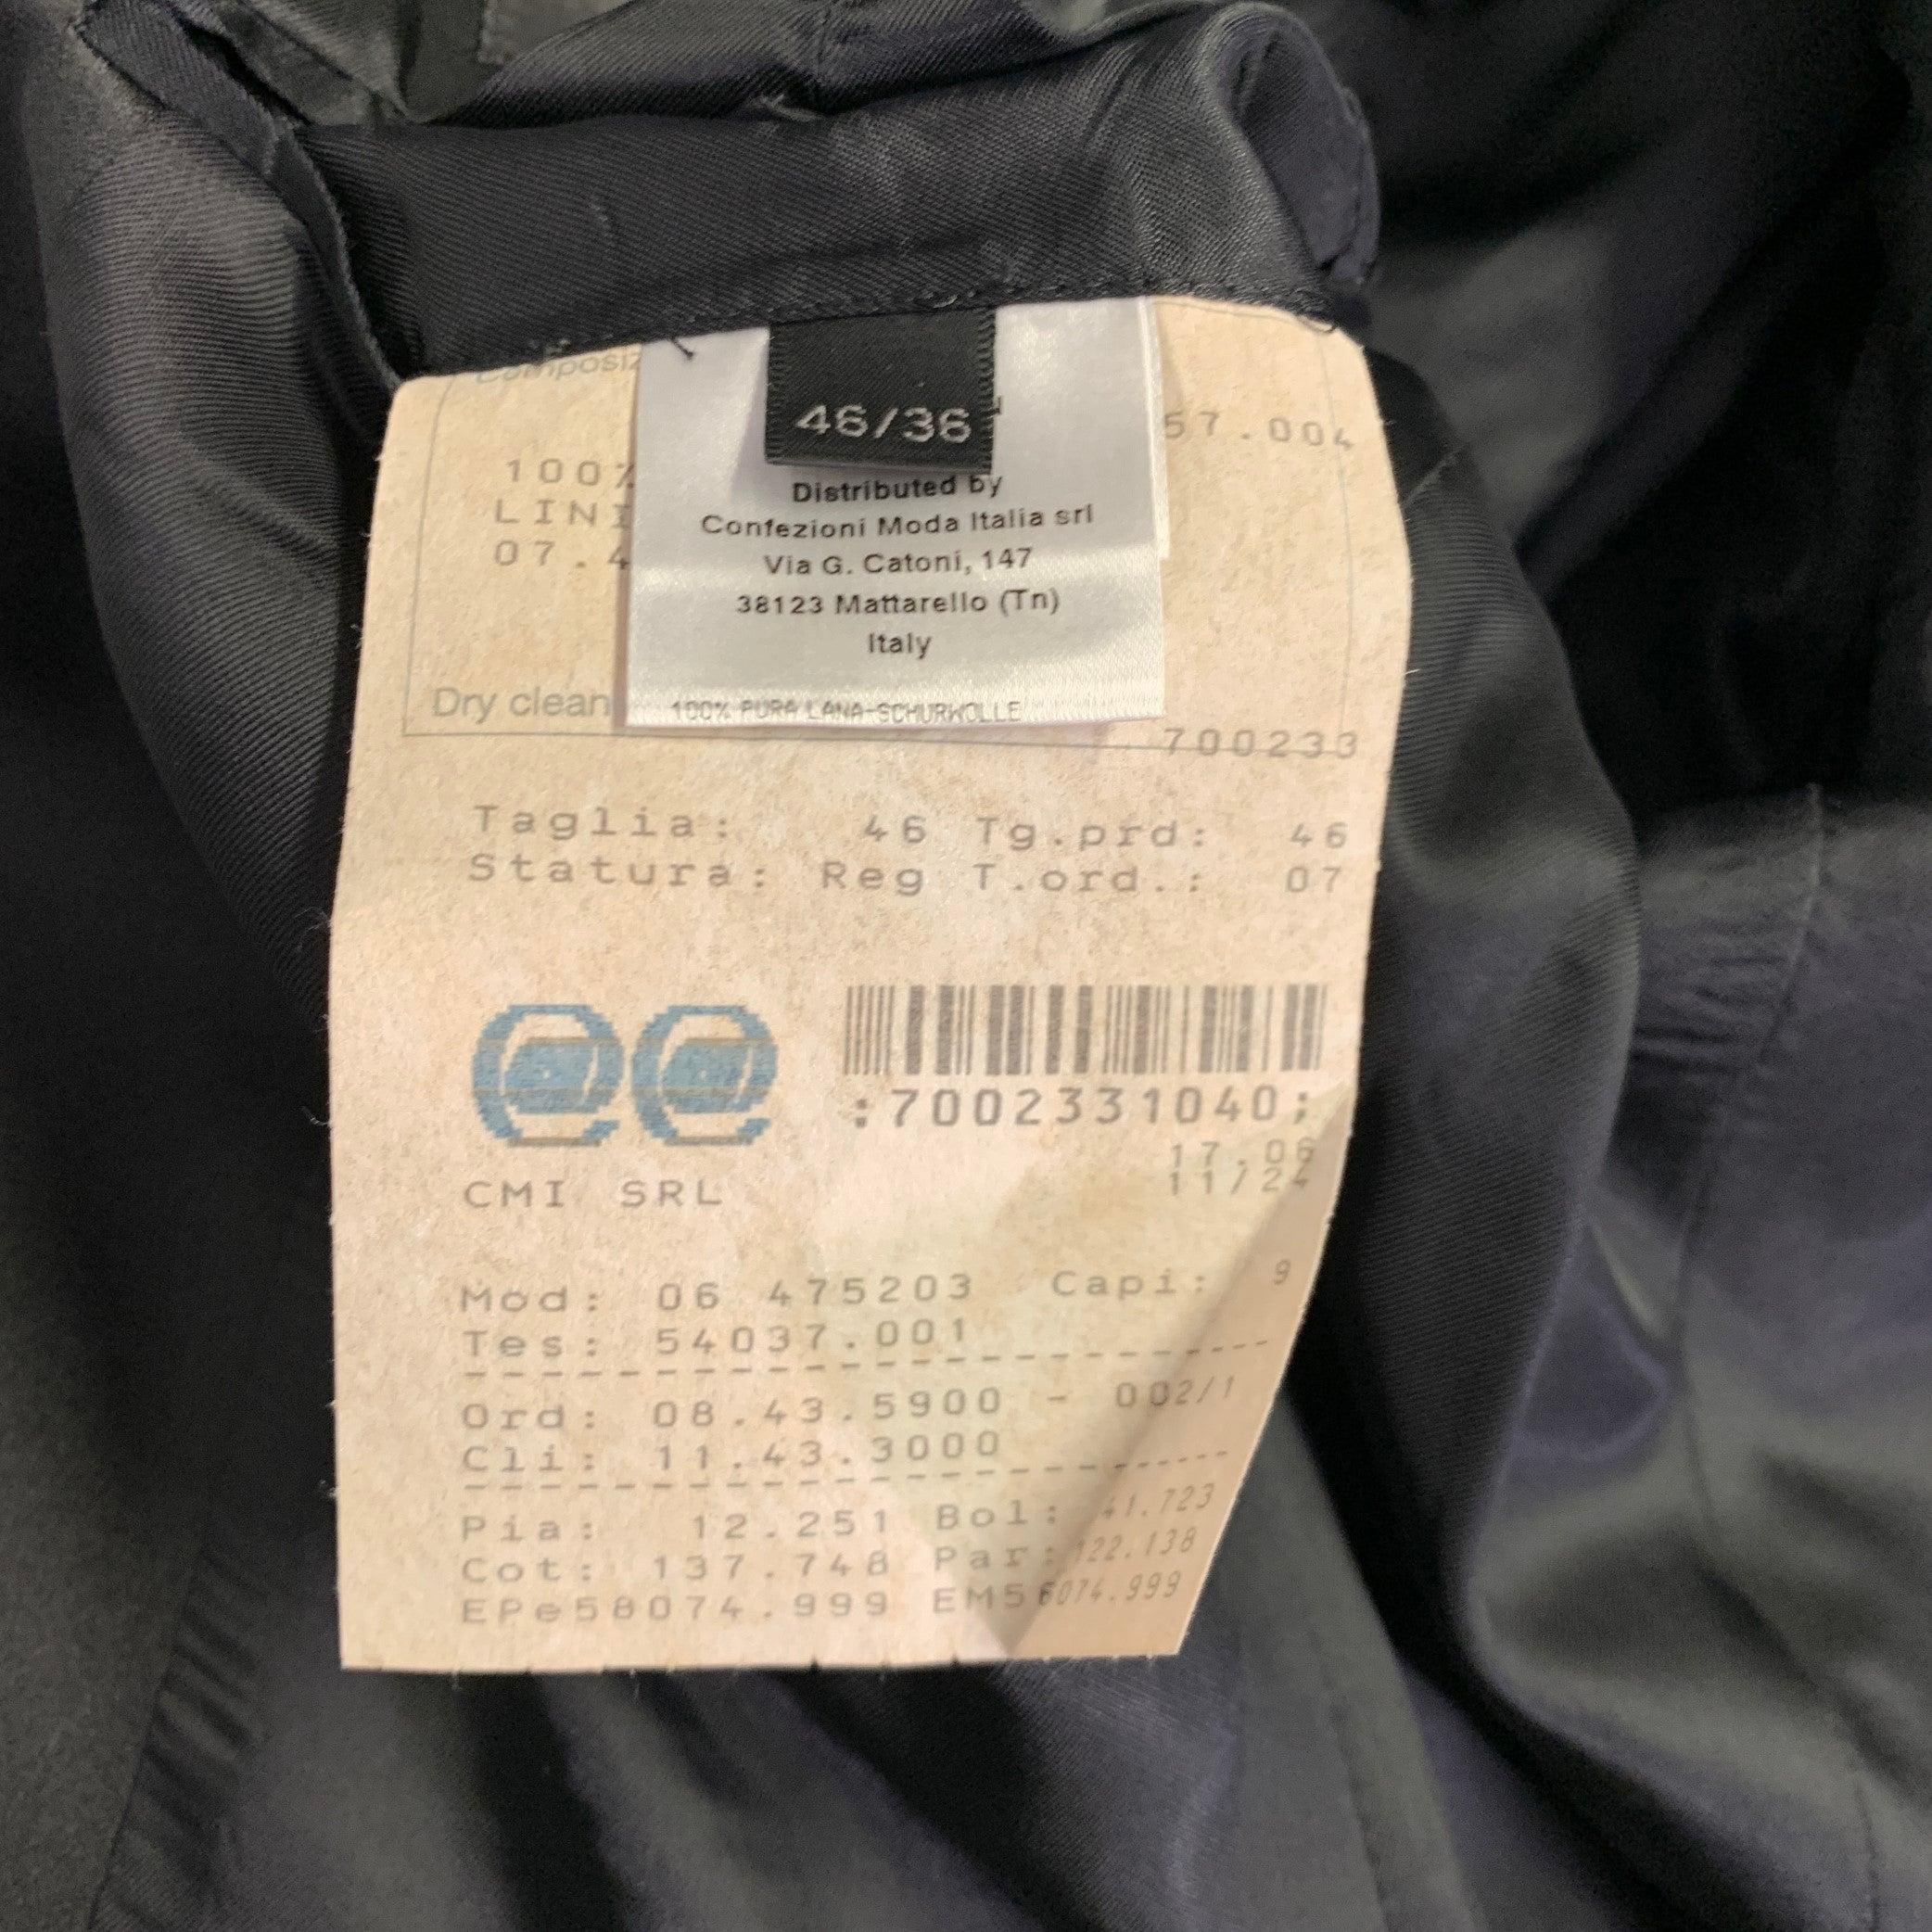 46/36
Distributed by
Confezioni Moda Italia srl
Via G. Catoni, 147
38123 Mattarello (Tn)
Italy
100% PURA LANA-SCHURWOLLE
57.004
100%
LINI
07.4
Dry clean
700233
Taglia: 46 Tg.prd: 46
Statura: Reg T.ord.: 07
:7002331040;
17.06
11/24
CMI SRL
Mod: 06 475203 Capi: 9
Tes: 54037.001
Ord: 08.43.5900 - 002/1
Cli: 11.43.3000
Pia: 12.251 Bol: 41.723
Cot: 137.748 Par: 122.138
EPe58074.999